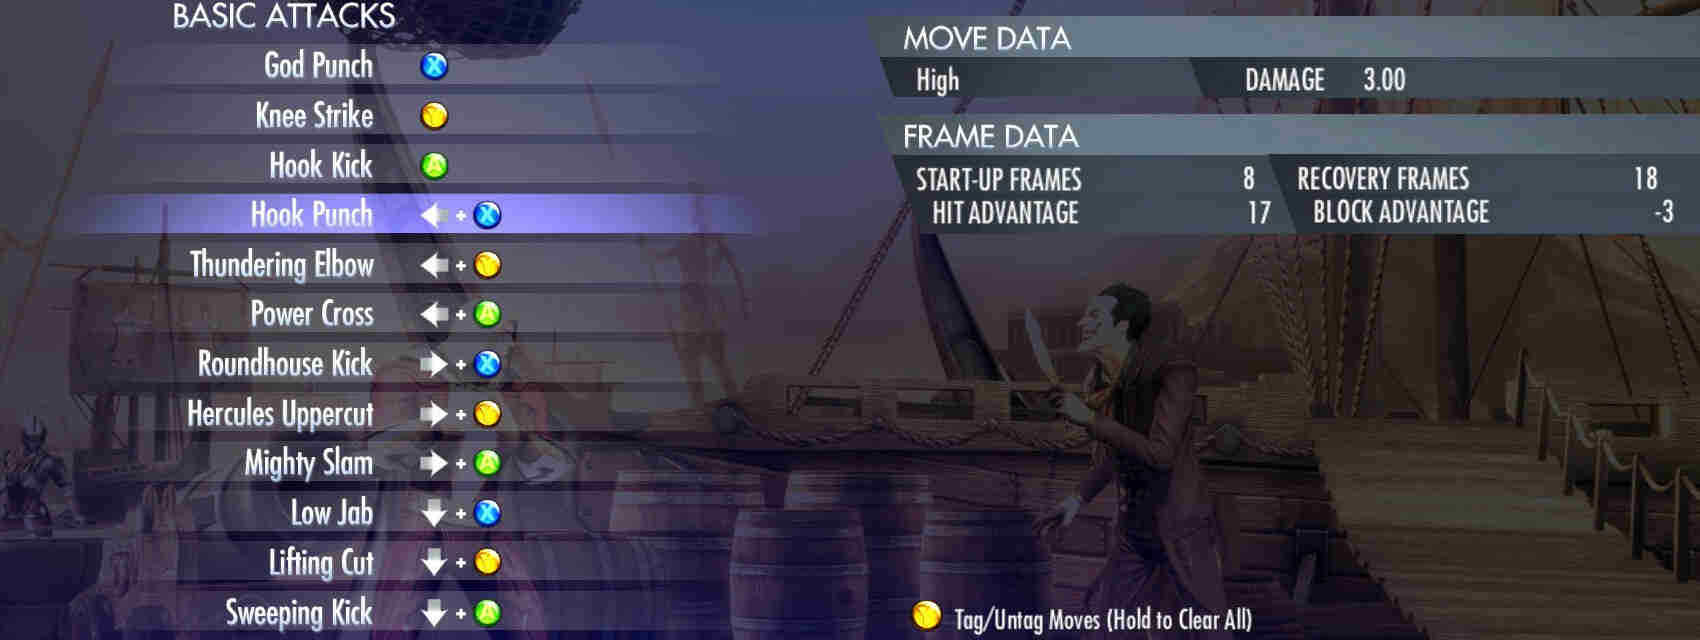 BASIC ATTACKS
God Punch X
Knee Strike Y
Hook Kick A
Hook Punch + X
Thundering Elbow + Y
Power Cross + A
Roundhouse Kick + X
Hercules Uppercut + Y
Mighty Slam + A
Low Jab + X
Lifting Cut + Y
Sweeping Kick + A
MOVE DATA
High DAMAGE 3.00
FRAME DATA
START-UP FRAMES 8 RECOVERY FRAMES 18
HIT ADVANTAGE 17 BLOCK ADVANTAGE -3
Y Tag/Untag Moves (Hold to Clear All)